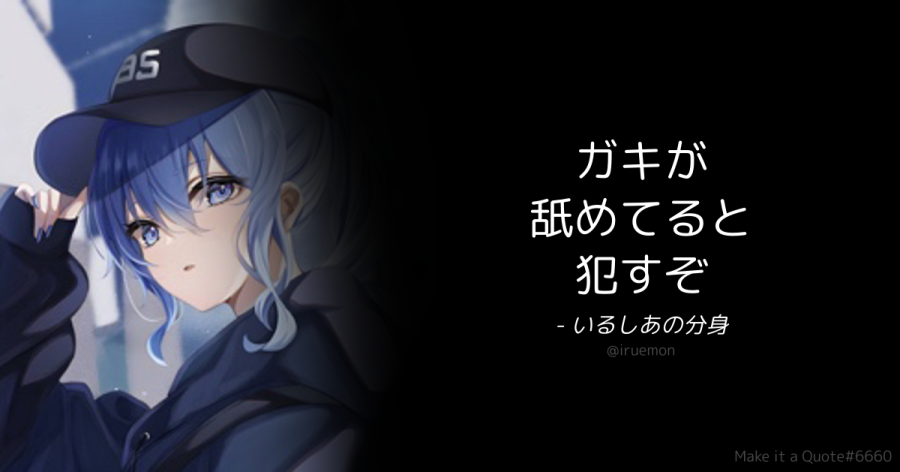 as
ガキが
舐めてると
犯すぞ
- いるしあの分身
@iruemon
Make it a Quote#6660